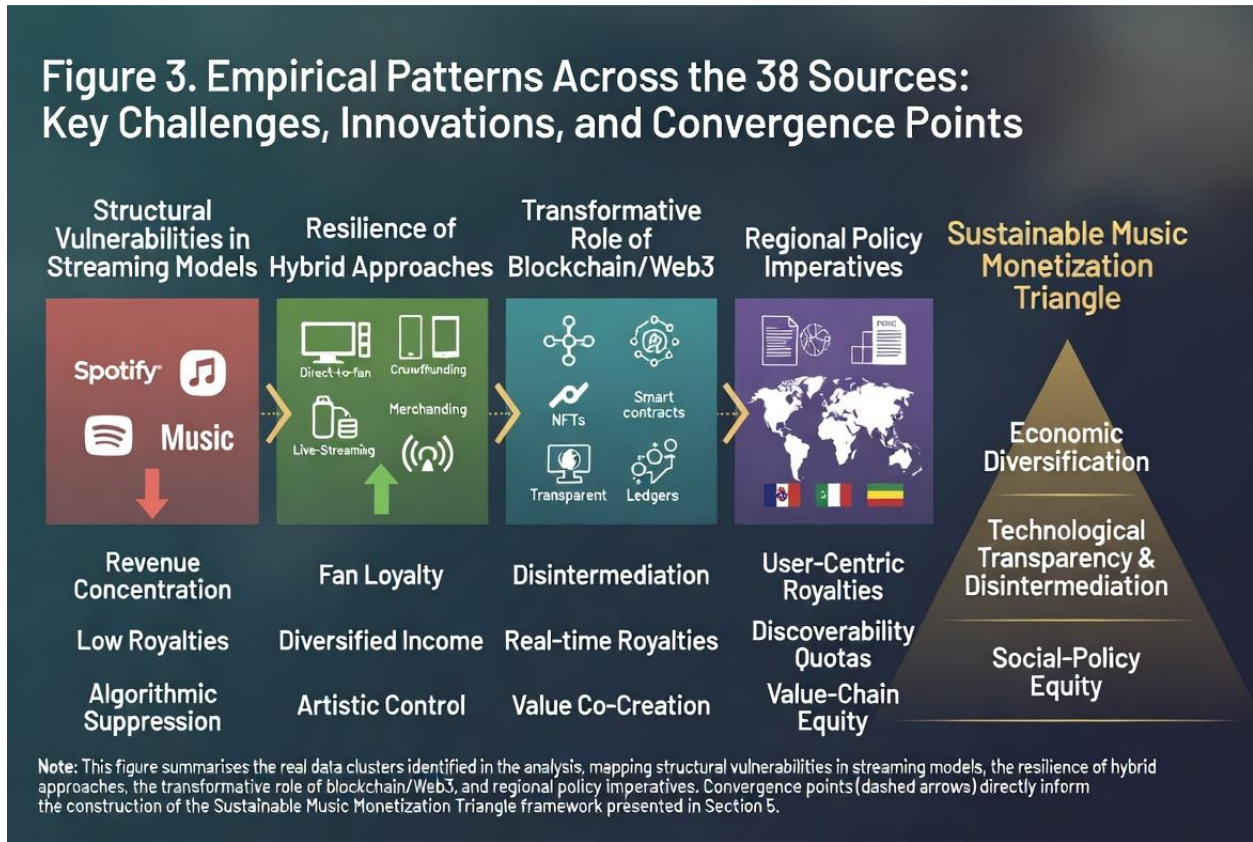 Figure 3. Empirical Patterns Across the 38 Sources:
Key Challenges, Innovations, and Convergence Points
Structural
Vulnerabilities in
Streaming Models
Spotify
Music
Revenue
Concentration
Low Royalties
Algorithmic
Suppression
Resilience of
Hybrid Approaches
Direct-to-fan
Crowdfunding
Merchanding
Live-Streaming
Fan Loyalty
Diversified Income
Artistic Control
Transformative
Role of
Blockchain/Web3
NFTs
Smart
contracts
Transparent
Ledgers
Disintermediation
Real-time Royalties
Value Co-Creation
Regional Policy
Imperatives
User-Centric
Royalties
Discoverability
Quotas
Value-Chain
Equity
Sustainable Music
Monetization
Triangle
Economic
Diversification
Technological
Transparency &
Disintermediation
Social-Policy
Equity
Note: This figure summarises the real data clusters identified in the analysis, mapping structural vulnerabilities in streaming models, the resilience of hybrid
approaches, the transformative role of blockchain/Web3, and regional policy imperatives. Convergence points (dashed arrows) directly inform
the construction of the Sustainable Music Monetization Triangle framework presented in Section 5.